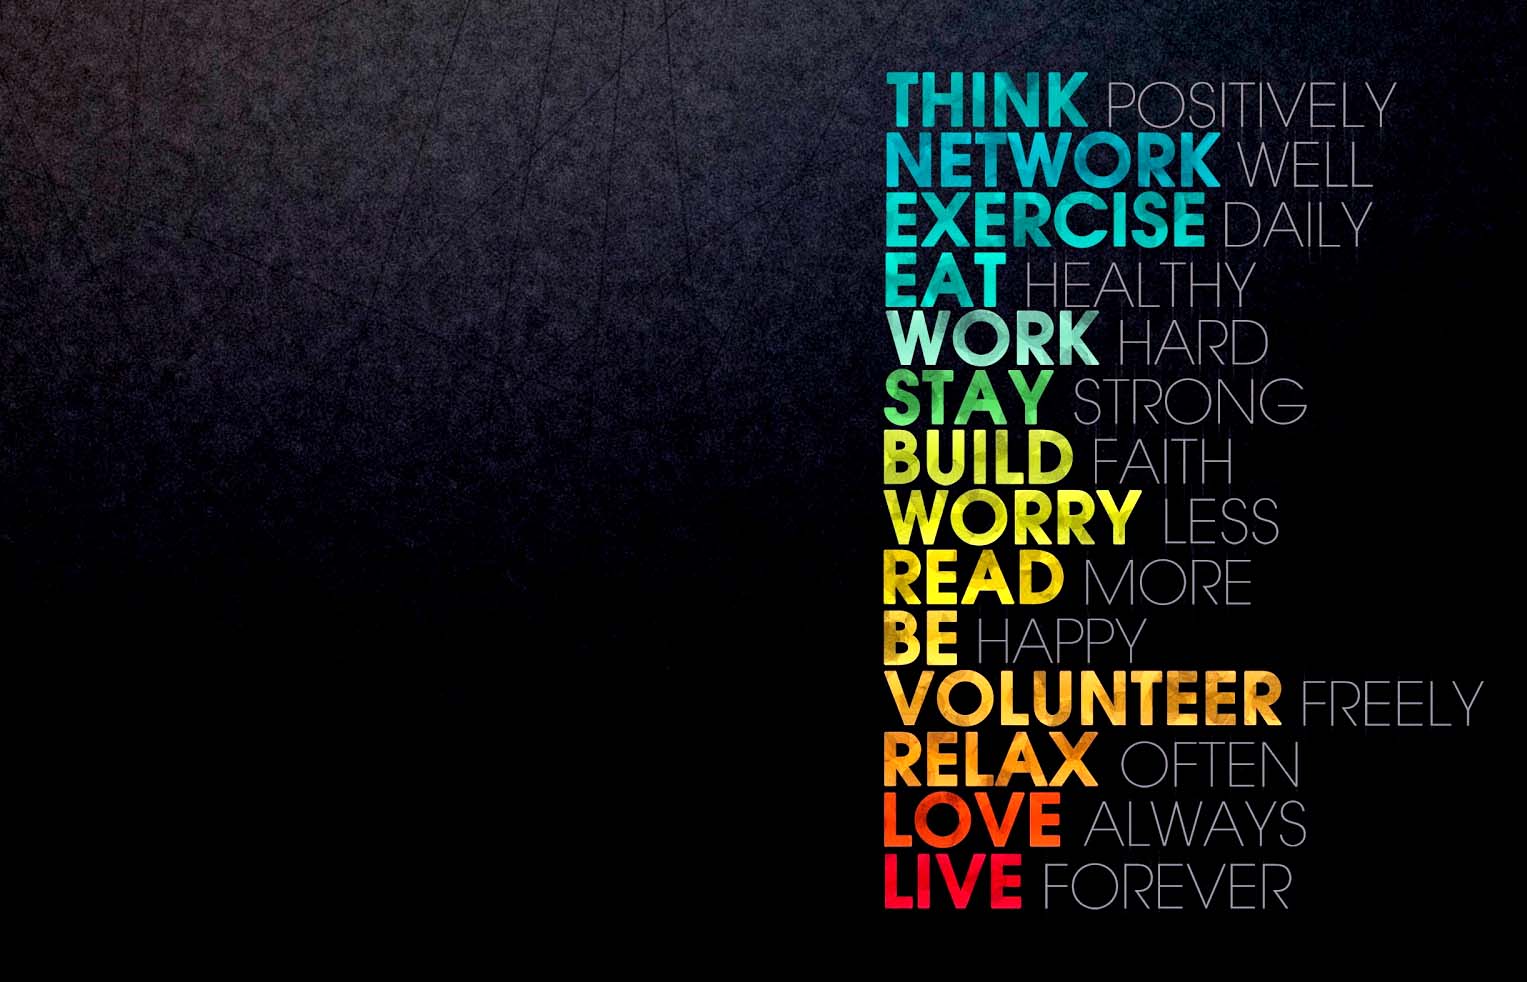 THINK POSITIVELY
NETWORK WELL
EXERCISE DAILY
EAT HEALTHY
WORK HARD
STAY STRONG
BUILD FAITH
WORRY LESS
READ MORE
BE HAPPY
VOLUNTEER FREELY
RELAX OFTEN
LOVE ALWAYS
LIVE FOREVER